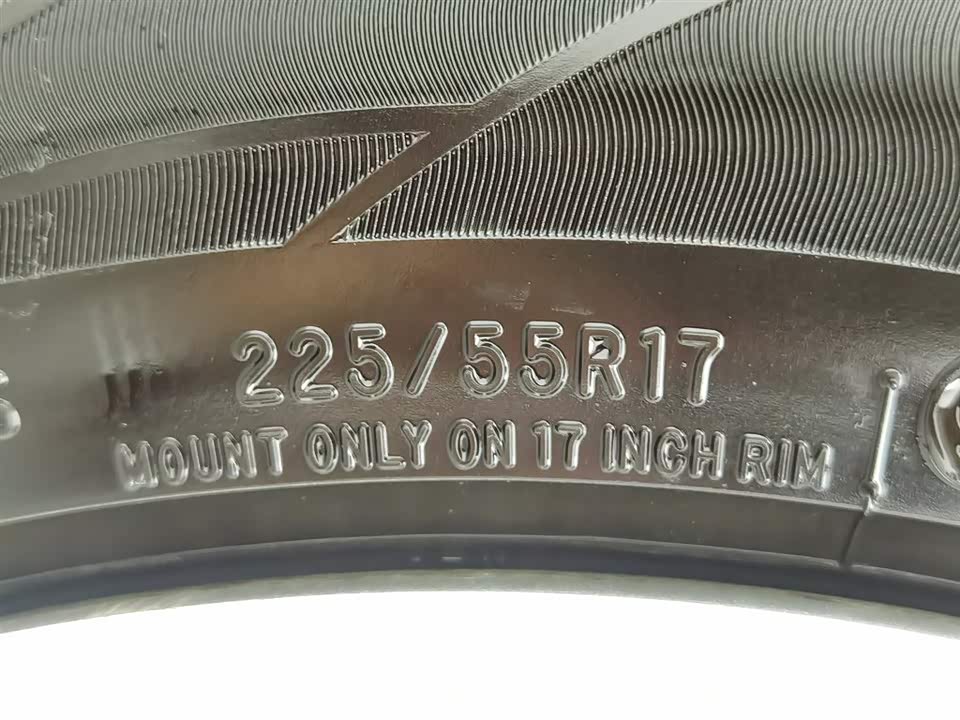 225/55R17
MOUNT ONLY ON 17 INCH RIM